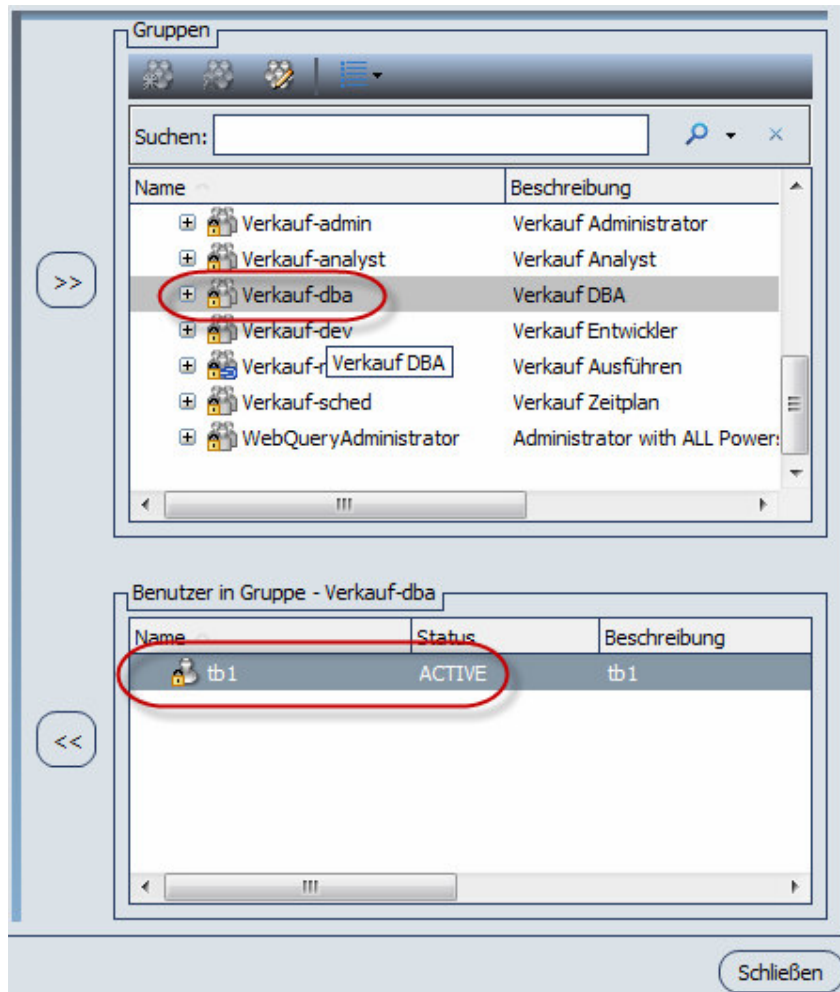 Gruppen
Suchen:
Name Beschreibung
Verkauf-admin Verkauf Administrator
Verkauf-analyst Verkauf Analyst
Verkauf-dba Verkauf DBA
Verkauf-dev Verkauf Entwickler
Verkauf-r Verkauf DBA Verkauf Ausführen
Verkauf-sched Verkauf Zeitplan
WebQueryAdministrator Administrator with ALL Powers
>>
Benutzer in Gruppe - Verkauf-dba
Name Status Beschreibung
tb1 ACTIVE tb1
<<
Schließen